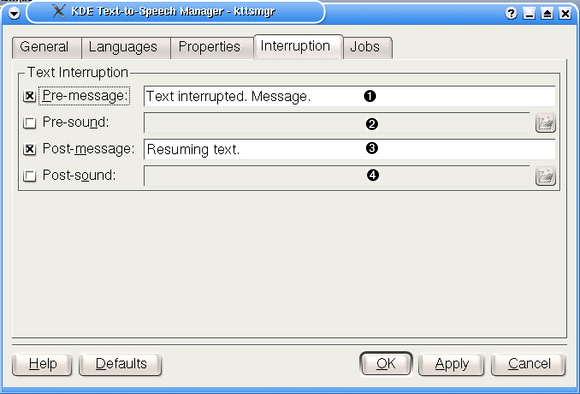 KDE Text-to-Speech Manager - kttsmgr
General Languages Properties Interruption Jobs
Text Interruption
Pre-message: Text interrupted. Message. ❶
Pre-sound: ❷
Post-message: Resuming text. ❸
Post-sound: ❹
Help Defaults OK Apply Cancel